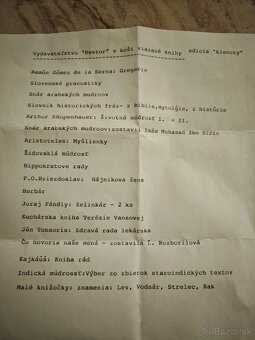 Vydavateľstvo "Nestor" v koži viazané knihy edícia "klenoty"
Ramón Gómez de la Serna: Gregerie
Slovenské pranostiky
Snár arabských mudrcov
Slovník historických fráz- z biblie,mytológie, z histórie
Arthur Shopenhauer: Životná múdrosť I. + II.
Snár arabských mudrcov:zostavil Imám Muhamad Ibn Sírín
Aristoteles: Myšlienky
Židovská múdrosť
Hippokratove rady
P.O.Hviezdoslav: Hájnikova žena
Herbár
Juraj Fándly: Zelinkár - 2 ks
Kuchárska kniha Terézie Vansovej
Ján Tonsoris: Zdravá rada lekárska
Čo hovoria naše mená - zostavila Ľ. Rozborilová
Kajkáús: Kniha rád
Indická múdrosť:Výber zo zbierok staroindických textov
Malé knižočky: znamenia: Lev, Vodnár, Strelec, Rak
bazos.sk